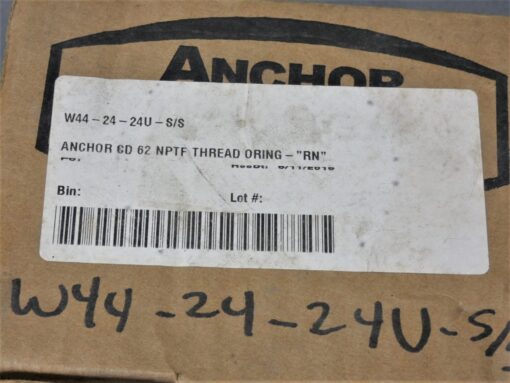 ANCHOR
W44-24-24U-S/S
ANCHOR CD 62 NPTF THREAD ORING-"RN"
Bin:
Lot #:
W44-24-24U-S/